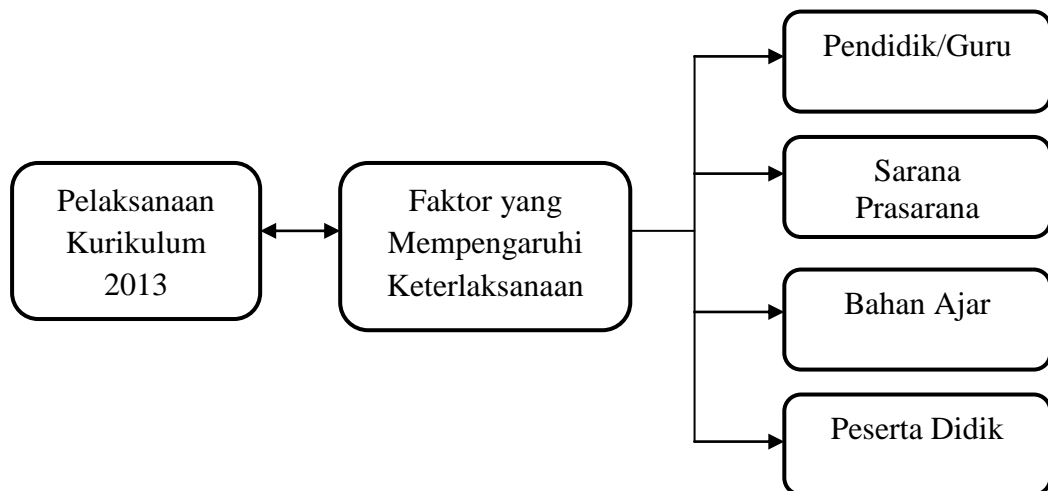 Pelaksanaan
Kurikulum
2013
Faktor yang
Mempengaruhi
Keterlaksanaan
Pendidik/Guru
Sarana
Prasarana
Bahan Ajar
Peserta Didik